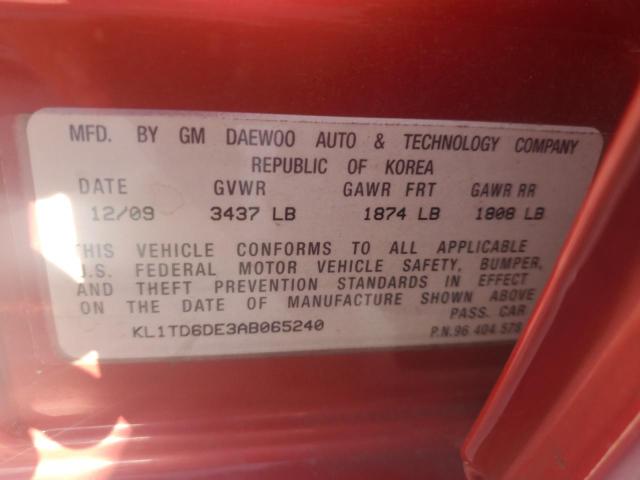 MFD. BY GM DAEWOO AUTO & TECHNOLOGY COMPANY
REPUBLIC OF KOREA
DATE GVWR GAWR FRT GAWR RR
12/09 3437 LB 1874 LB 1808 LB
THIS VEHICLE CONFORMS TO ALL APPLICABLE
U.S. FEDERAL MOTOR VEHICLE SAFETY, BUMPER,
AND THEFT PREVENTION STANDARDS IN EFFECT
ON THE DATE OF MANUFACTURE SHOWN ABOVE
PASS. CAR
KL1TD6DE3AB065240 P.N.96 404 578